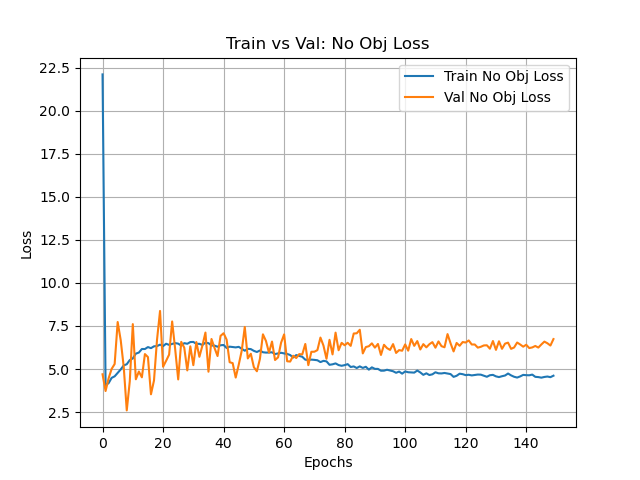 Train vs Val: No Obj Loss
Train No Obj Loss
Val No Obj Loss
22.5
20.0
17.5
15.0
12.5
10.0
7.5
5.0
2.5
Loss
0 20 40 60 80 100 120 140
Epochs